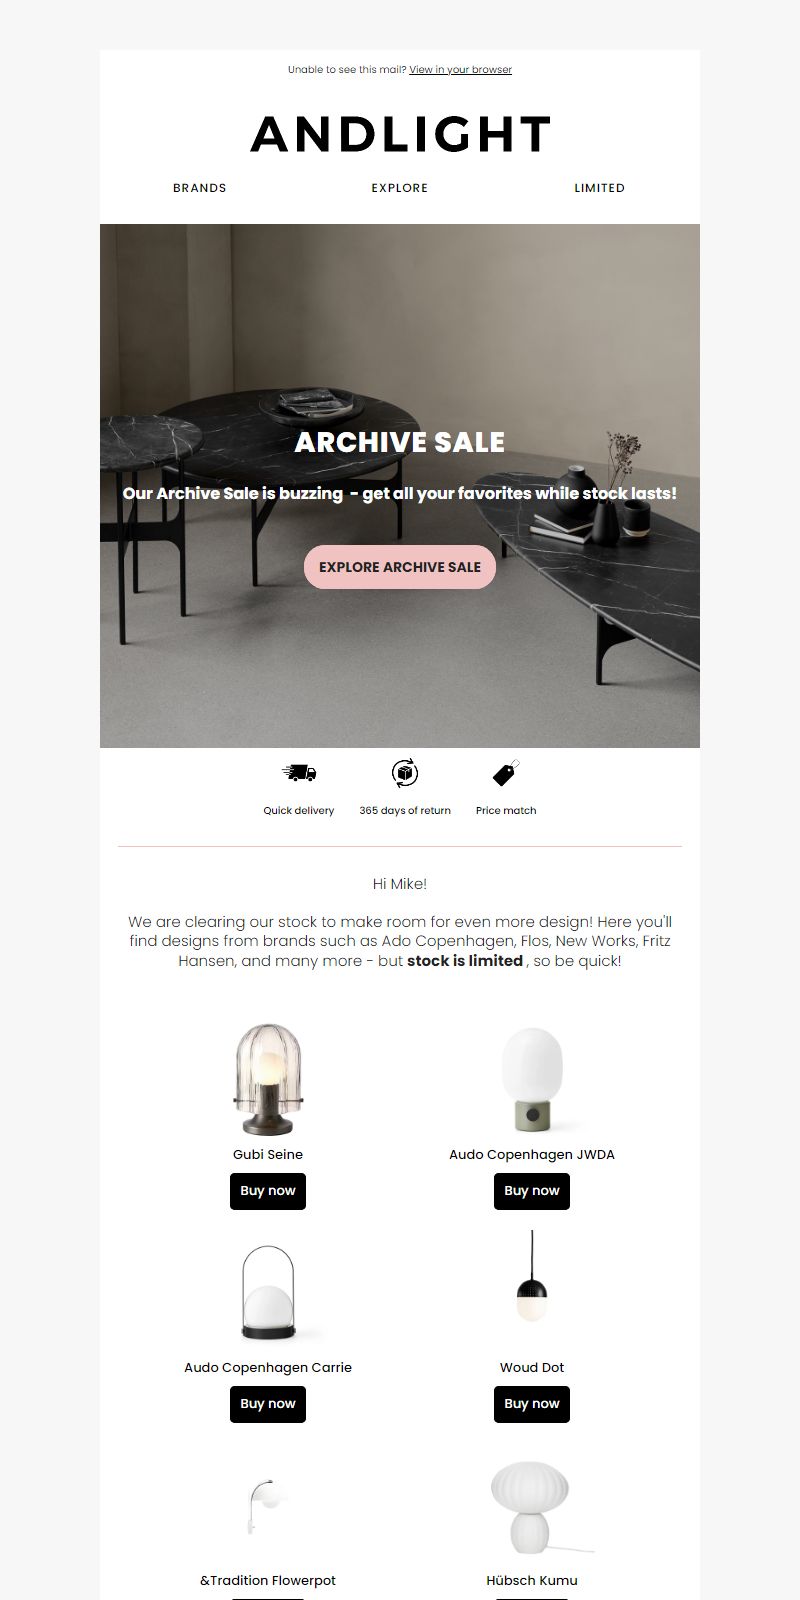 Unable to see this mail? View in your browser
ANDLIGHT
BRANDS EXPLORE LIMITED
ARCHIVE SALE
Our Archive Sale is buzzing - get all your favorites while stock lasts!
EXPLORE ARCHIVE SALE
Quick delivery 365 days of return Price match
Hi Mike!
We are clearing our stock to make room for even more design! Here you'll
find designs from brands such as Ado Copenhagen, Flos, New Works, Fritz
Hansen, and many more - but stock is limited , so be quick!
Gubi Seine Audo Copenhagen JWDA
Buy now Buy now
Audo Copenhagen Carrie Woud Dot
Buy now Buy now
&Tradition Flowerpot Hübsch Kumu